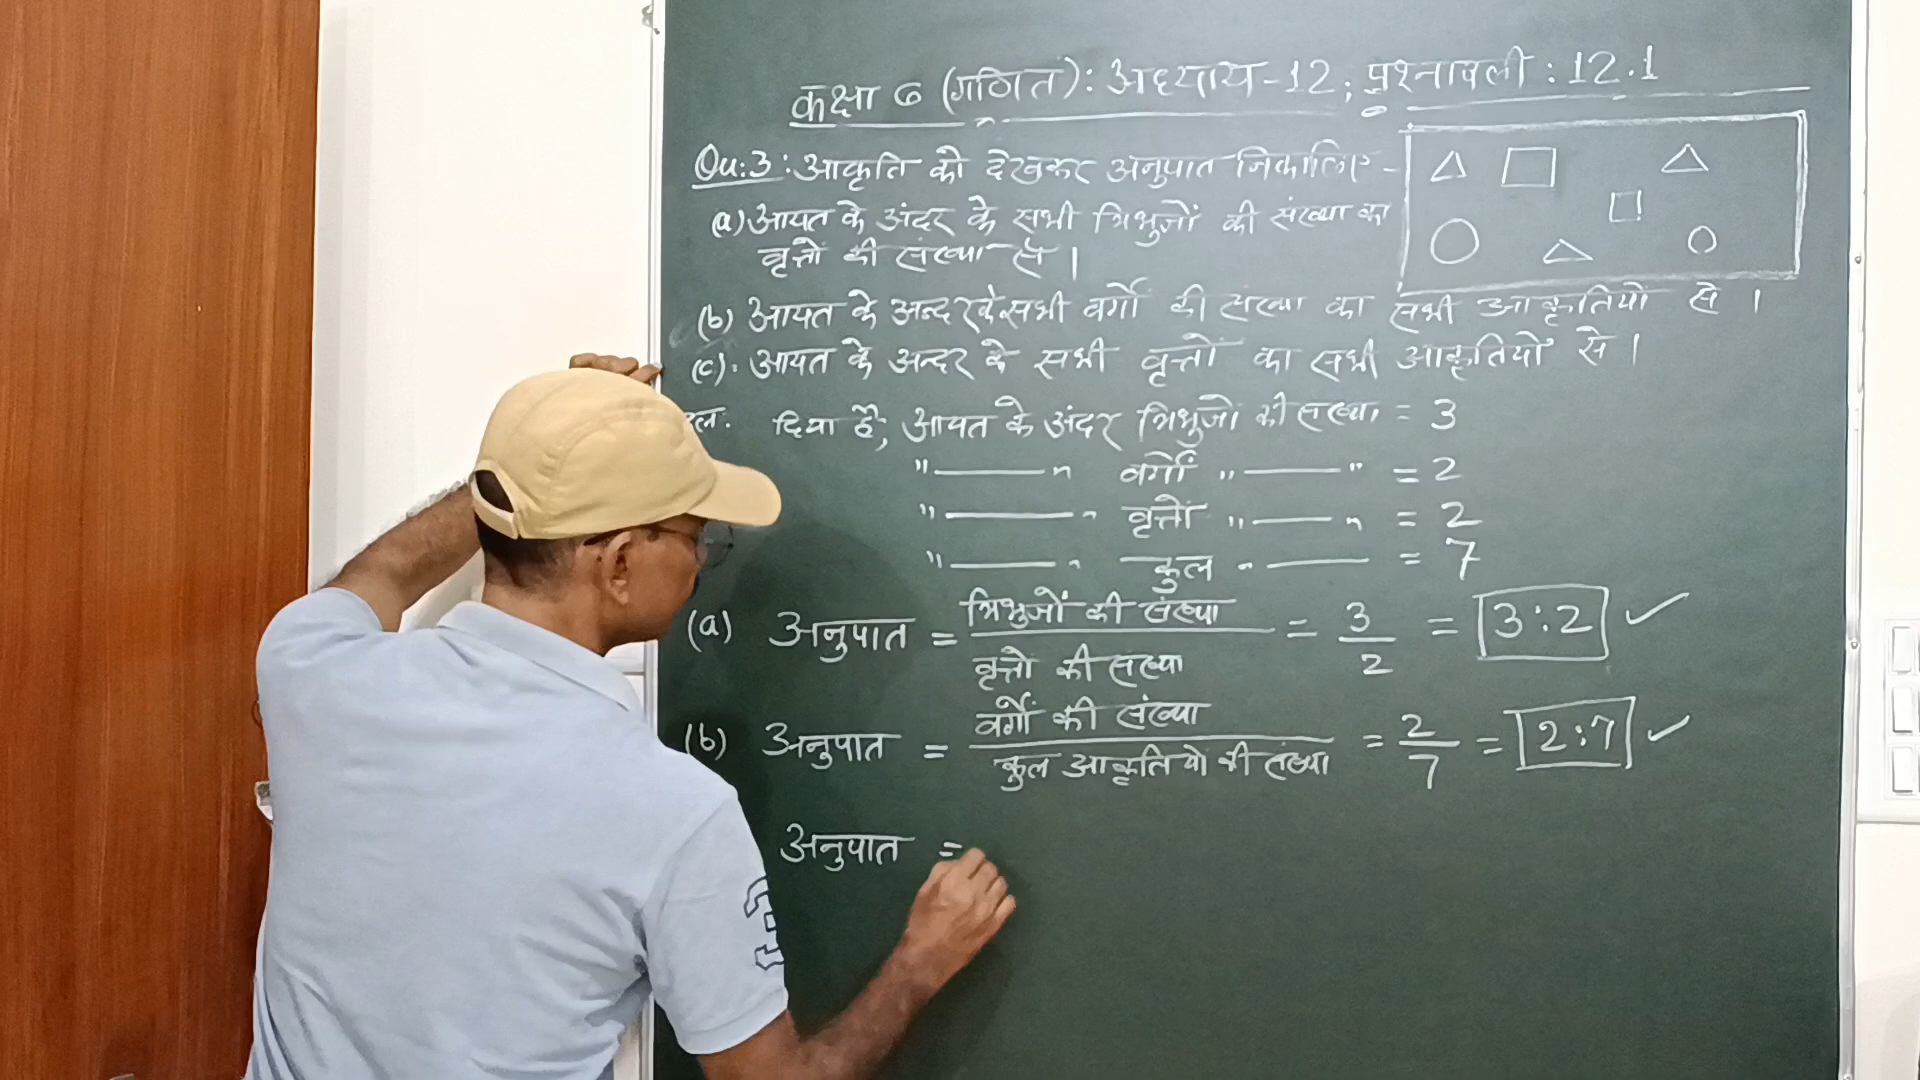 कक्षा 6 (गणित): अध्याय-12; प्रश्नावली: 12.1
Qu:3: आकृति को देखकर अनुपात निकालिए -
(a) आयत के अंदर के सभी त्रिभुजों की संख्या का
वृत्तों की संख्या से ।
(b) आयत के अन्दर के सभी वर्गों की संख्या का सभी आकृतियों से ।
(c): आयत के अन्दर के सभी वृत्तों का सभी आकृतियों से ।
हल. दिया है, आयत के अंदर त्रिभुजों की संख्या = 3
" ——— " वर्गों " ——— " = 2
" ——— " वृत्तों " ——— " = 2
" ——— " कुल " ——— = 7
(a) अनुपात = त्रिभुजों की संख्या / वृत्तों की संख्या = 3/2 = 3:2 ✓
(b) अनुपात = वर्गों की संख्या / कुल आकृतियों की संख्या = 2/7 = 2:7 ✓
अनुपात =
3